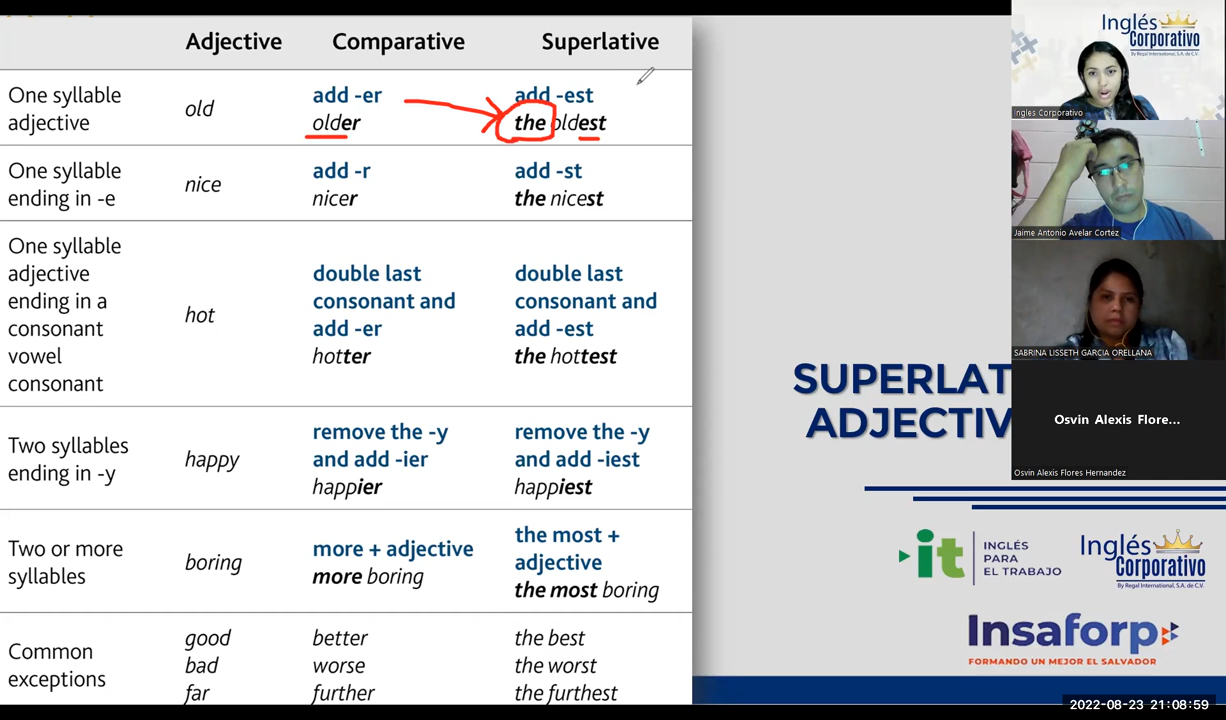 Adjective Comparative Superlative
One syllable adjective
old
add -er
older
add -est
the oldest
One syllable ending in -e
nice
add -r
nicer
add -st
the nicest
One syllable
adjective
ending in a
consonant
vowel
consonant
hot
double last
consonant and
add -er
hotter
double last
consonant and
add -est
the hottest
Two syllables
ending in -y
happy
remove the -y
and add -ier
happier
remove the -y
and add -iest
happiest
Two or more
syllables
boring
more + adjective
more boring
the most +
adjective
the most boring
Common
exceptions
good better the best
bad worse the worst
far further the furthest
SUPERLAT
ADJECTIV
it
INGLÉS
PARA
EL TRABAJO
Inglés
Corporativo
By Regal International, S.A. de C.V.
Insaforp
FORMANDO UN MEJOR EL SALVADOR
Inglés
Corporativo
By Regal International, S.A. de C.V.
Ingles Corporativo
Jaime Antonio Avelar Cortez
SABRINA LISSETH GARCIA ORELLANA
Osvin Alexis Flore...
Osvin Alexis Flores Hernandez
2022-08-23 21:08:59